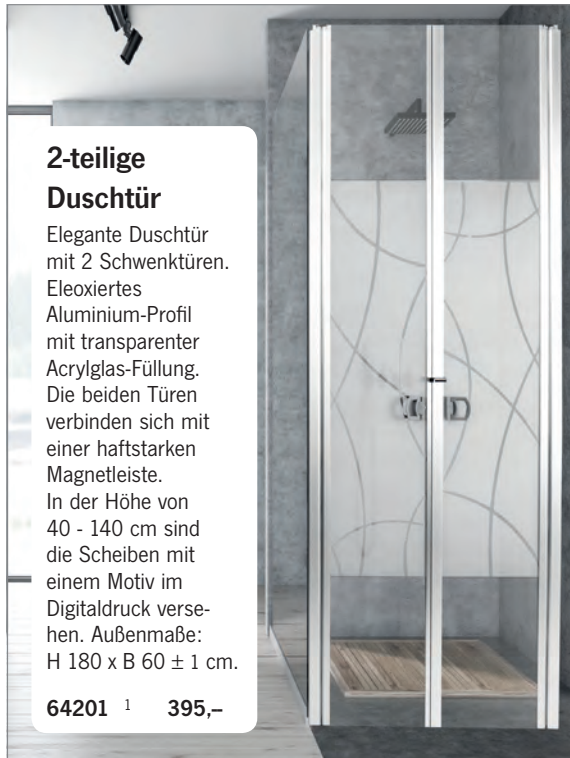 2-teilige
Duschtür
Elegante Duschtür
mit 2 Schwenktüren.
Eleoxiertes
Aluminium-Profil
mit transparenter
Acrylglas-Füllung.
Die beiden Türen
verbinden sich mit
einer haftstarken
Magnetleiste.
In der Höhe von
40 - 140 cm sind
die Scheiben mit
einem Motiv im
Digitaldruck verse-
hen. Außenmaße:
H 180 x B 60 ± 1 cm.
64201 1 395,–